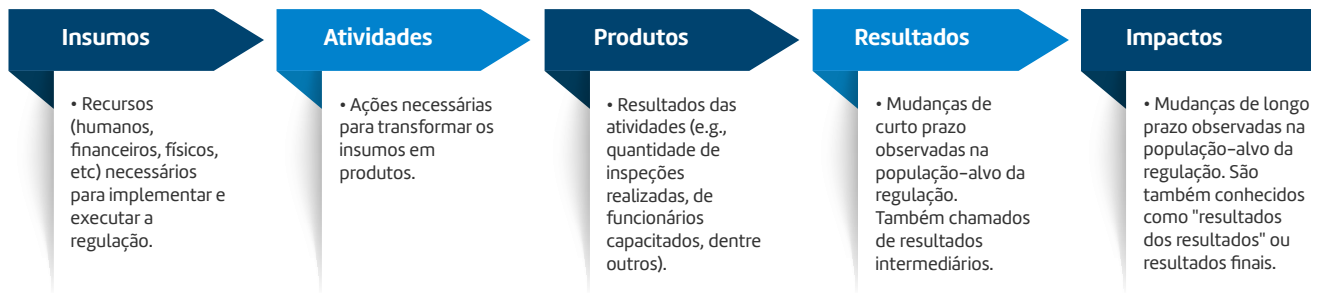 Insumos
• Recursos
(humanos,
financeiros, físicos,
etc) necessários
para implementar e
executar a
regulação.
Atividades
• Ações necessárias
para transformar os
insumos em
produtos.
Produtos
• Resultados das
atividades (e.g.,
quantidade de
inspeções
realizadas, de
funcionários
capacitados, dentre
outros).
Resultados
• Mudanças de
curto prazo
observadas na
população-alvo da
regulação.
Também chamados
de resultados
intermediários.
Impactos
• Mudanças de longo
prazo observadas na
população-alvo da
regulação. São
também conhecidos
como "resultados
dos resultados" ou
resultados finais.